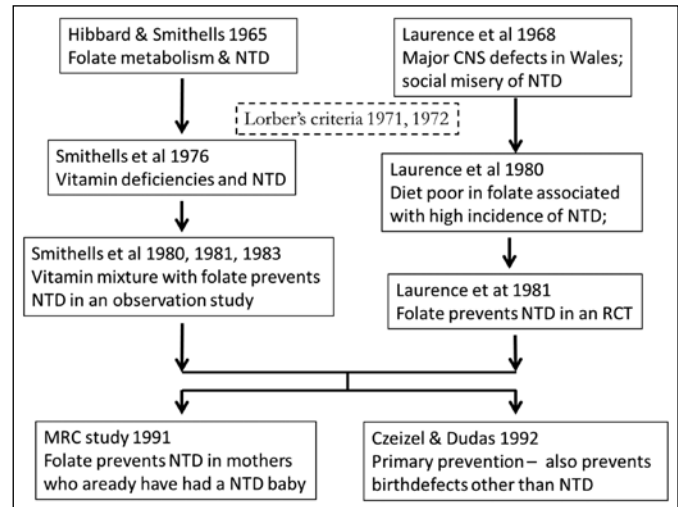 Hibbard & Smithells 1965
Folate metabolism & NTD
Laurence et al 1968
Major CNS defects in Wales;
social misery of NTD
Lorber's criteria 1971, 1972
Smithells et al 1976
Vitamin deficiencies and NTD
Laurence et al 1980
Diet poor in folate associated
with high incidence of NTD;
Smithells et al 1980, 1981, 1983
Vitamin mixture with folate prevents
NTD in an observation study
Laurence et at 1981
Folate prevents NTD in an RCT
MRC study 1991
Folate prevents NTD in mothers
who aready have had a NTD baby
Czeizel & Dudas 1992
Primary prevention – also prevents
birthdefects other than NTD